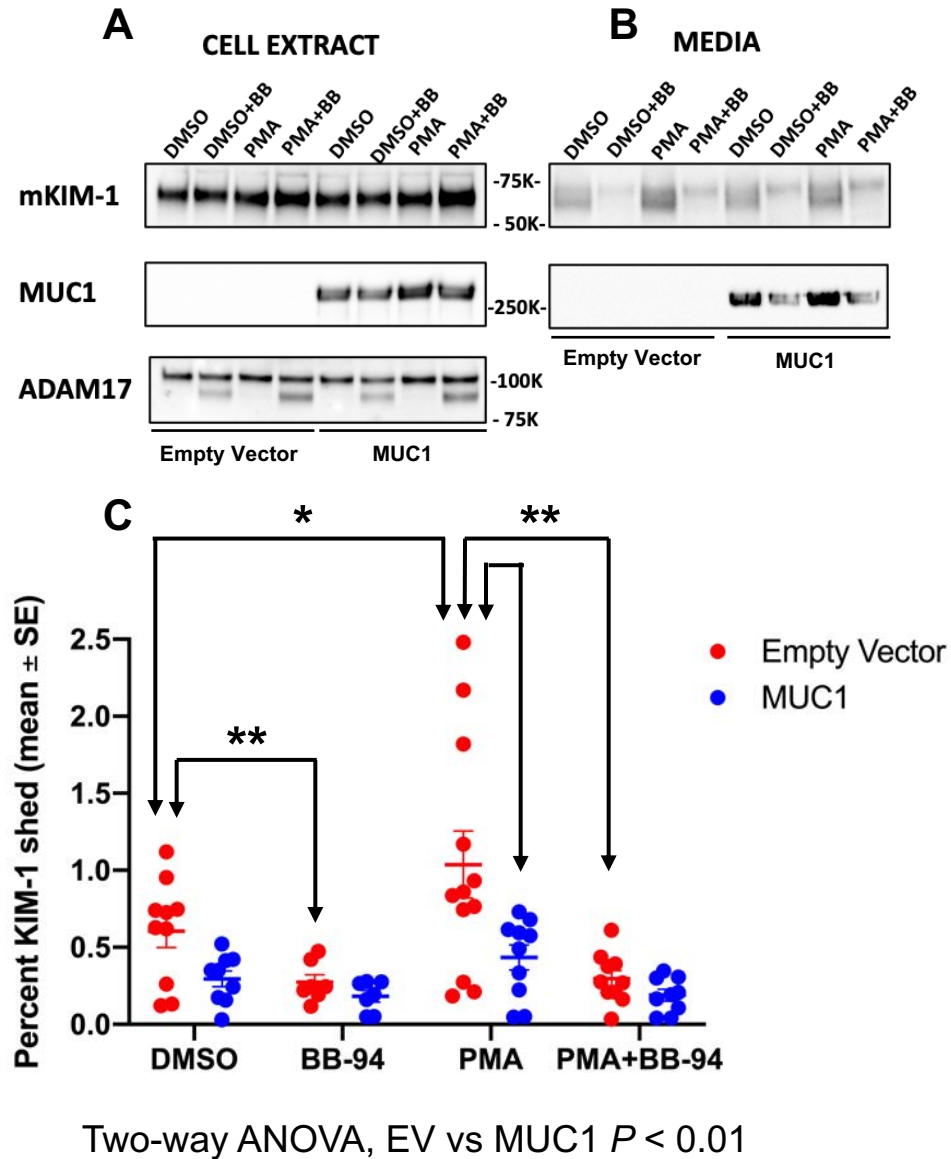 A
CELL EXTRACT
DMSO
DMSO+BB
PMA
PMA+BB
DMSO
DMSO+BB
PMA
PMA+BB
mKIM-1
MUC1
ADAM17
-75K-
- 50K-
-250K-
-100K
- 75K
Empty Vector
MUC1
B
MEDIA
DMSO
DMSO+BB
PMA
PMA+BB
DMSO
DMSO+BB
PMA
PMA+BB
Empty Vector
MUC1
C
*
**
**
Percent KIM-1 shed (mean ± SE)
2.5
2.0
1.5
1.0
0.5
0.0
DMSO
BB-94
PMA
PMA+BB-94
Empty Vector
MUC1
Two-way ANOVA, EV vs MUC1 P < 0.01